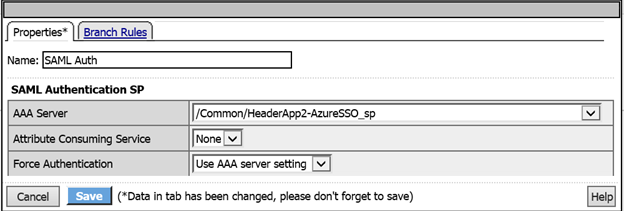 Properties* Branch Rules
Name: SAML Auth
SAML Authentication SP
AAA Server /Common/HeaderApp2-AzureSSO_sp
Attribute Consuming Service None
Force Authentication Use AAA server setting
Cancel Save (*Data in tab has been changed, please don't forget to save) Help